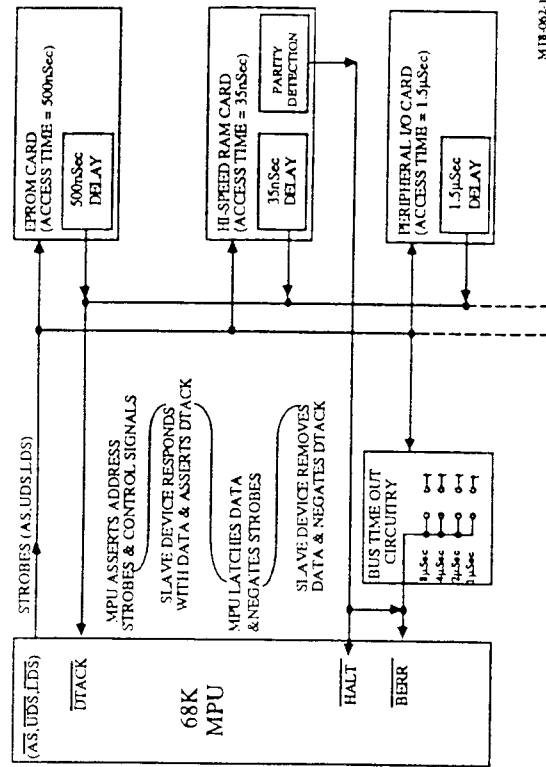 STROBES (AS,UDS,LDS)
(AS,UDS,LDS)
DTACK
68K
MPU
HALT
BERR
MPU ASSERTS ADDRESS
STROBES & CONTROL SIGNALS
SLAVE DEVICE RESPONDS
WITH DATA & ASSERTS DTACK
MPU LATCHES DATA
&NEGATES STROBES
SLAVE DEVICE REMOVES
DATA & NEGATES DTACK
BUS TIME OUT
CIRCUITRY
8µSec
4µSec
2µSec
1µSec
EPROM CARD
(ACCESS TIME = 500nSec)
500nSec
DELAY
HI-SPEED RAM CARD
(ACCESS TIME = 35nSec)
35nSec
DELAY
PARITY
DETECTION
PERIPHERAL I/O CARD
(ACCESS TIME = 1.5µSec)
1.5µSec
DELAY
MT8-062-1